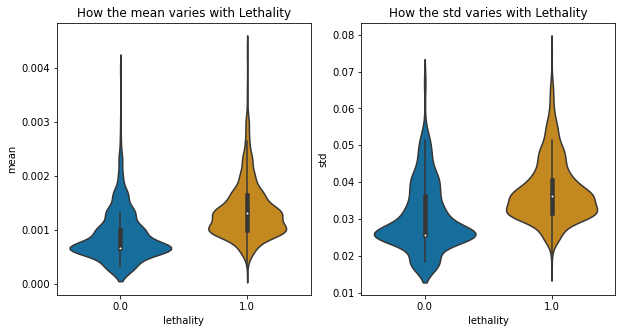 How the mean varies with Lethality
mean
0.004
0.003
0.002
0.001
0.000
0.0
1.0
lethality
How the std varies with Lethality
std
0.08
0.07
0.06
0.05
0.04
0.03
0.02
0.01
0.0
1.0
lethality